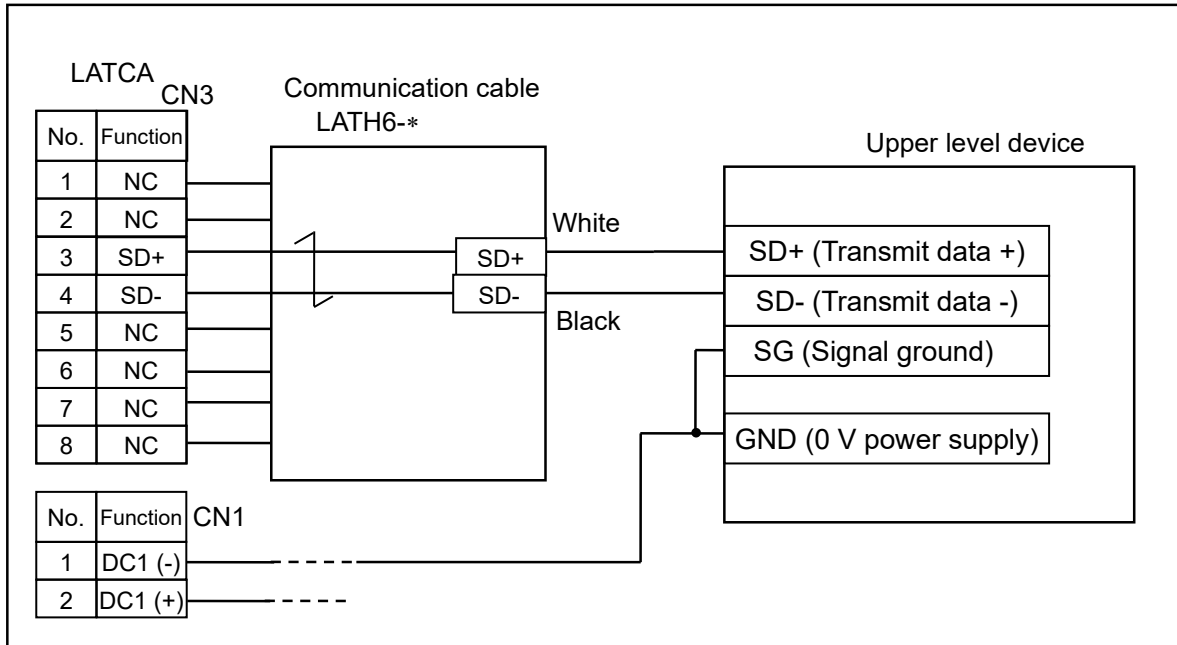 LATCA
CN3
No. Function
1 NC
2 NC
3 SD+
4 SD-
5 NC
6 NC
7 NC
8 NC
Communication cable
LATH6-*
SD+
SD-
White
Black
Upper level device
SD+ (Transmit data +)
SD- (Transmit data -)
SG (Signal ground)
GND (0 V power supply)
No. Function CN1
1 DC1 (-)
2 DC1 (+)